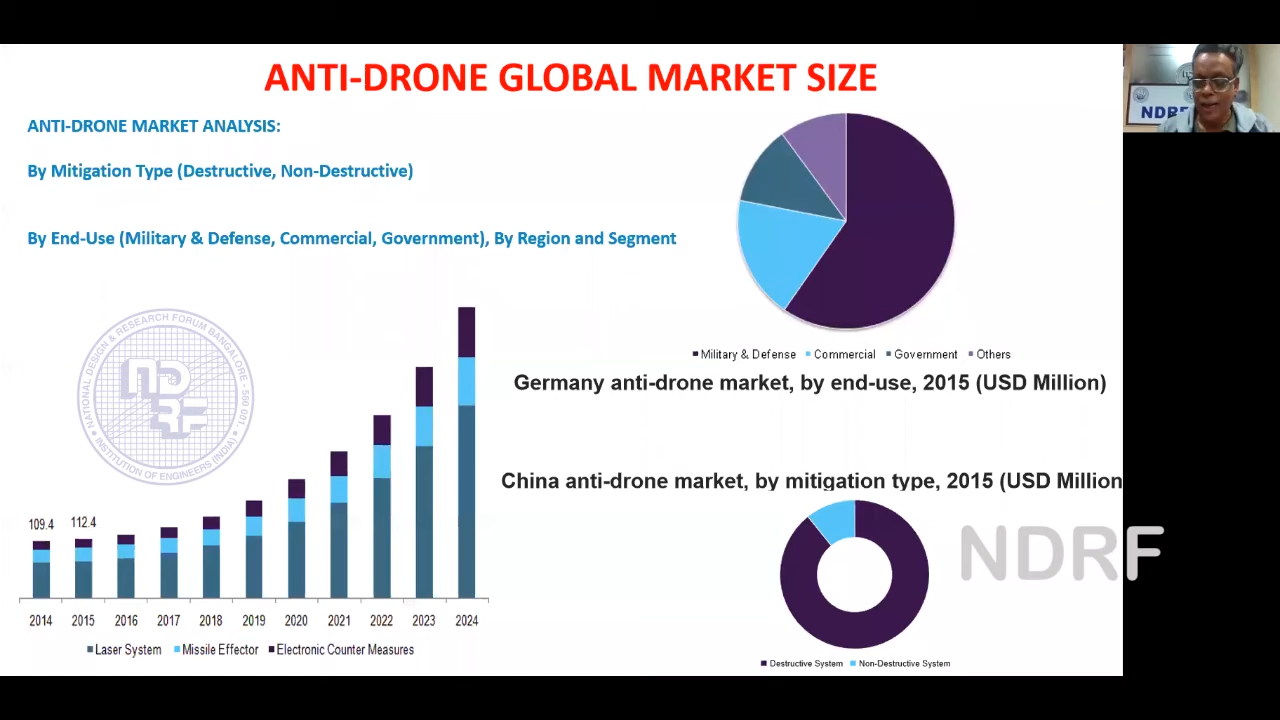 ANTI-DRONE GLOBAL MARKET SIZE
NDRF
ANTI-DRONE MARKET ANALYSIS:
By Mitigation Type (Destructive, Non-Destructive)
By End-Use (Military & Defense, Commercial, Government), By Region and Segment
Military & Defense Commercial Government Others
Germany anti-drone market, by end-use, 2015 (USD Million)
NATIONAL DESIGN & RESEARCH FORUM BANGALORE - 560 001.
NDRF
INSTITUTION OF ENGINEERS (INDIA)
China anti-drone market, by mitigation type, 2015 (USD Million
109.4 112.4
NDRF
2014 2015 2016 2017 2018 2019 2020 2021 2022 2023 2024
Laser System Missile Effector Electronic Counter Measures
Destructive System Non-Destructive System